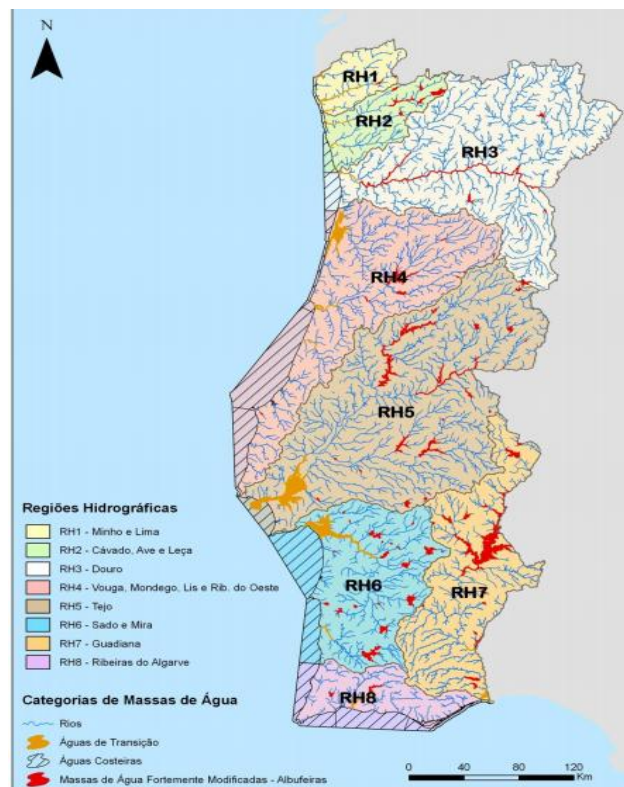 N
RH1
RH2
RH3
RH4
RH5
RH6
RH7
RH8
Regiões Hidrográficas
RH1 - Minho e Lima
RH2 - Cávado, Ave e Leça
RH3 - Douro
RH4 - Vouga, Mondego, Lis e Rib. do Oeste
RH5 - Tejo
RH6 - Sado e Mira
RH7 - Guadiana
RH8 - Ribeiras do Algarve
Categorias de Massas de Água
Rios
Águas de Transição
Águas Costeiras
Massas de Água Fortemente Modificadas - Albufeiras
0 40 80 120
Km